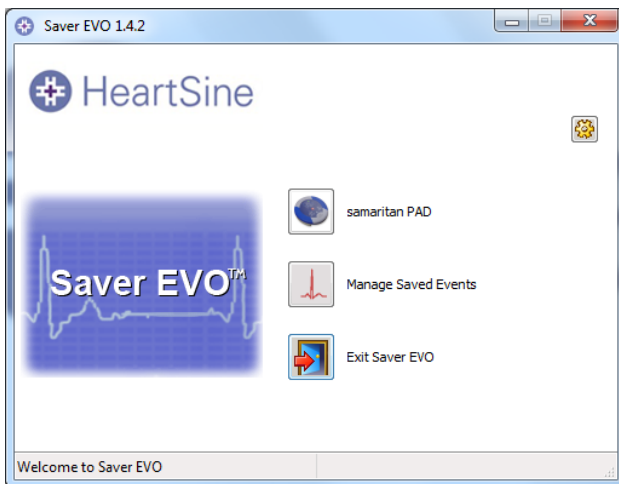 Saver EVO 1.4.2
HeartSine
samaritan PAD
Saver EVO™
Manage Saved Events
Exit Saver EVO
Welcome to Saver EVO